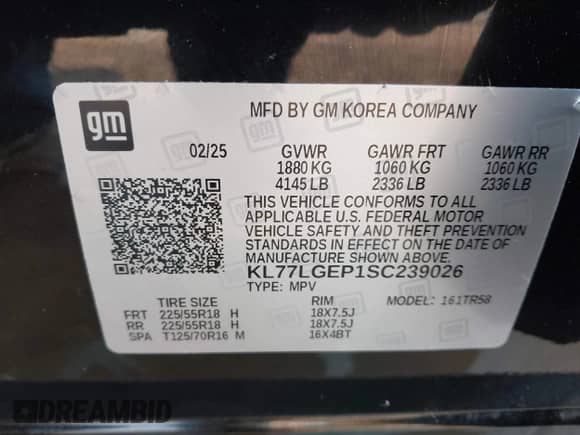 gm
MFD BY GM KOREA COMPANY
02/25 GVWR GAWR FRT GAWR RR
1880 KG 1060 KG 1060 KG
4145 LB 2336 LB 2336 LB
THIS VEHICLE CONFORMS TO ALL
APPLICABLE U.S. FEDERAL MOTOR
VEHICLE SAFETY AND THEFT PREVENTION
STANDARDS IN EFFECT ON THE DATE OF
MANUFACTURE SHOWN ABOVE.
KL77LGEP1SC239026
TYPE: MPV MODEL: 161TR58
TIRE SIZE RIM
FRT 225/55R18 H 18X7.5J
RR 225/55R18 H 18X7.5J
SPA T125/70R16 M 16X4BT
DREAMBID